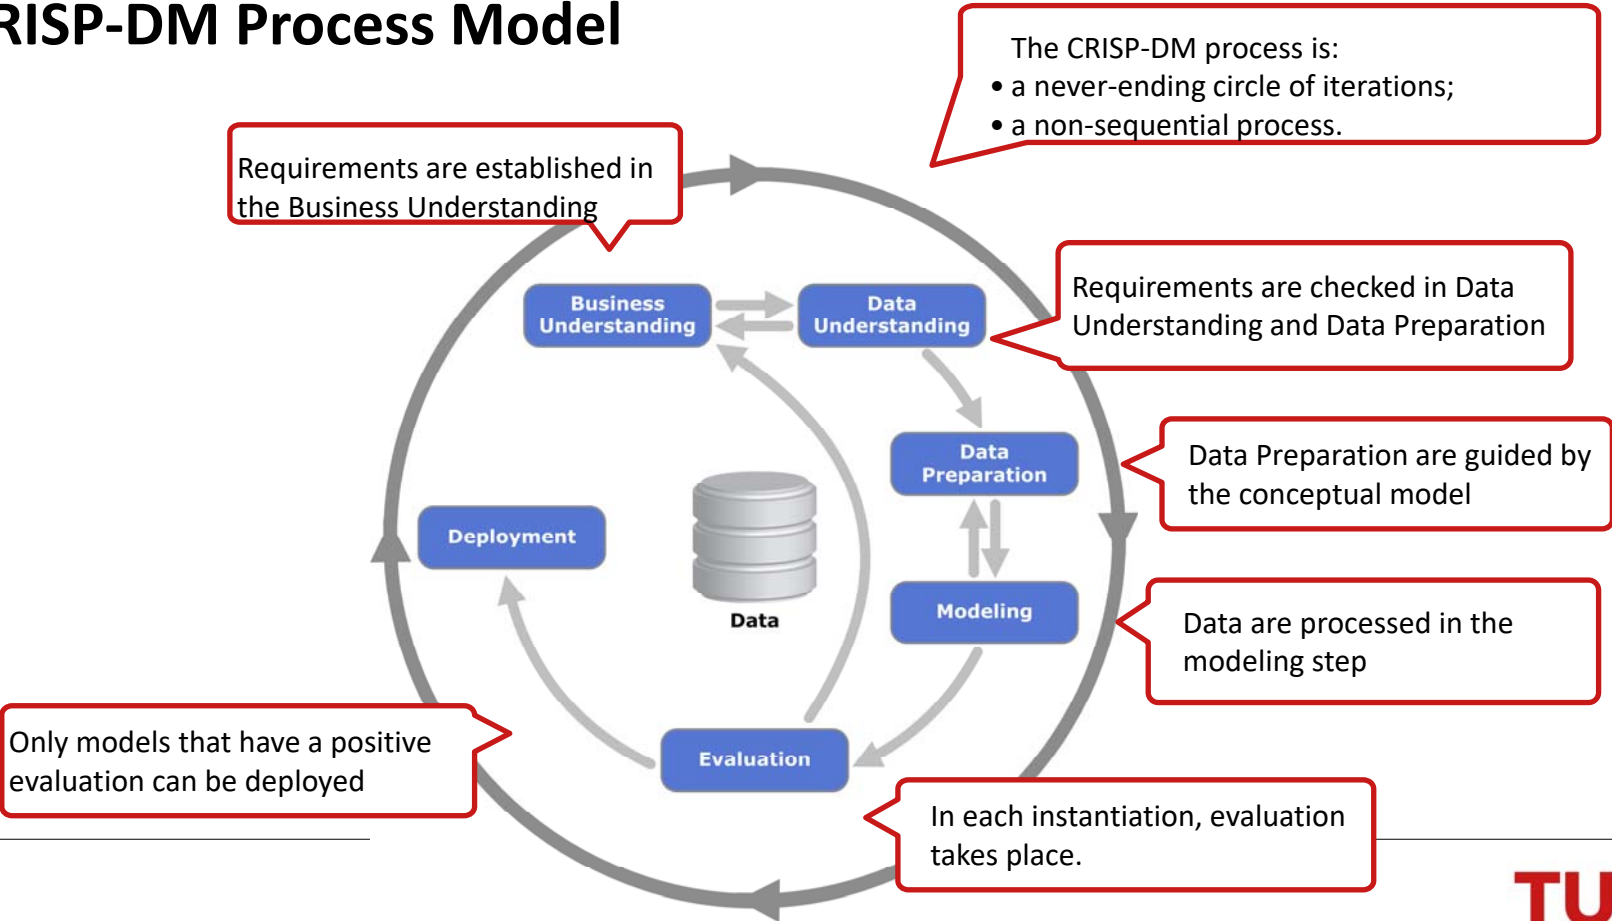 RISP-DM Process Model
The CRISP-DM process is:
• a never-ending circle of iterations;
• a non-sequential process.
Requirements are established in
the Business Understanding
Business
Understanding
Data
Understanding
Requirements are checked in Data
Understanding and Data Preparation
Data
Preparation
Data Preparation are guided by
the conceptual model
Deployment
Data
Modeling
Data are processed in the
modeling step
Only models that have a positive
evaluation can be deployed
Evaluation
In each instantiation, evaluation
takes place.
TU